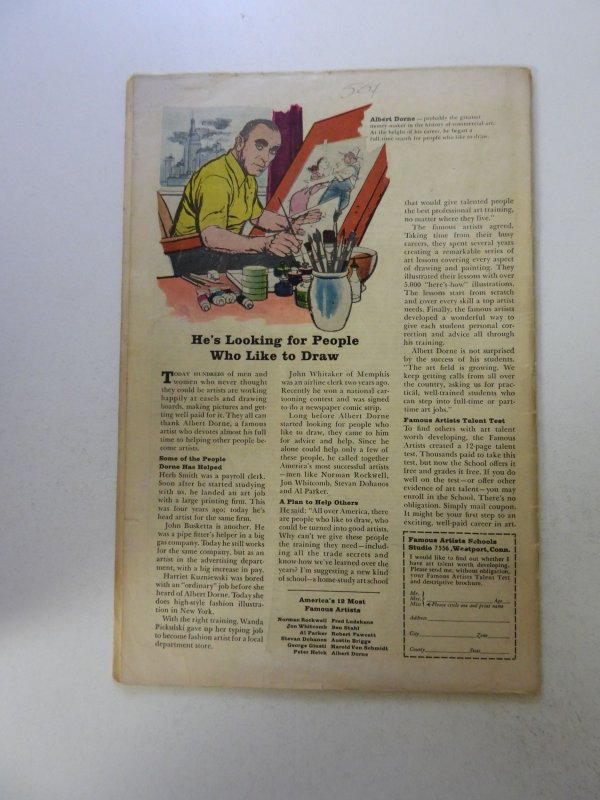 504
Albert Dorne — probably the greatest
money-maker in the history of commercial art.
At the height of his career, he began a
full-time search for people who like to draw.
He's Looking for People
Who Like to Draw
TODAY HUNDREDS of men and
women who never thought
they could be artists are working
happily at easels and drawing
boards, making pictures and get-
ting well paid for it. They all can
thank Albert Dorne, a famous
artist who devotes almost his full
time to helping other people be-
come artists.
Some of the People
Dorne Has Helped
Herb Smith was a payroll clerk.
Soon after he started studying
with us, he landed an art job
with a large printing firm. This
was four years ago; today he's
head artist for the same firm.
John Busketta is another. He
was a pipe fitter's helper in a big
gas company. Today he still works
for the same company, but as an
artist in the advertising depart-
ment, with a big increase in pay.
Harriet Kuzniewski was bored
with an "ordinary" job before she
heard of Albert Dorne. Today she
does high-style fashion illustra-
tion in New York.
With the right training, Wanda
Pickulski gave up her typing job
to become fashion artist for a local
department store.
John Whitaker of Memphis
was an airline clerk two years ago.
Recently he won a national car-
tooning contest and was signed
to do a newspaper comic strip.
Long before Albert Dorne
started looking for people who
like to draw, they came to him
for advice and help. Since he
alone could help only a few of
these people, he called together
America's most successful artists
—men like Norman Rockwell,
Jon Whitcomb, Stevan Dohanos
and Al Parker.
A Plan to Help Others
He said: "All over America, there
are people who like to draw, who
could be turned into good artists.
Why can't we give these people
the training they need—includ-
ing all the trade secrets and
know how we've learned over the
years? I'm suggesting a new kind
of school—a home-study art school
America's 12 Most
Famous Artists
Norman Rockwell Fred Ludekens
Jon Whitcomb Ben Stahl
Al Parker Robert Fawcett
Stevan Dohanos Austin Briggs
George Giusti Harold Von Schmidt
Peter Helck Albert Dorne
that would give talented people
the best professional art training,
no matter where they live."
The famous artists agreed.
Taking time from their busy
careers, they spent several years
creating a remarkable series of
art lessons covering every aspect
of drawing and painting. They
illustrated their lessons with over
5,000 "here's-how" illustrations.
The lessons start from scratch
and cover every skill a top artist
needs. Finally, the famous artists
developed a wonderful way to
give each student personal cor-
rection and advice all through
his training.
Albert Dorne is not surprised
by the success of his students.
"The art field is growing. We
keep getting calls from all over
the country, asking us for prac-
tical, well-trained students who
can step into full-time or part-
time art jobs."
Famous Artists Talent Test
To find others with art talent
worth developing, the Famous
Artists created a 12-page talent
test. Thousands paid to take this
test, but now the School offers it
free and grades it free. If you do
well on the test—or offer other
evidence of art talent—you may
enroll in the School. There's no
obligation. Simply mail coupon.
It might be your first step to an
exciting, well-paid career in art.
Famous Artists Schools
Studio 7556, Westport, Conn.
I would like to find out whether I
have art talent worth developing.
Please send me, without obligation,
your Famous Artists Talent Test
and descriptive brochure.
Mr.
Mrs. Age
Miss Please circle one and print name
Address
City Zone
County State